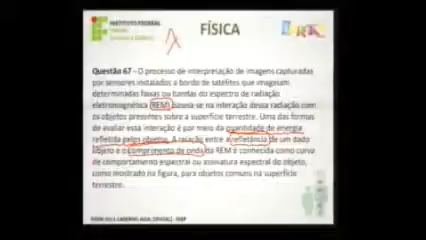 INSTITUTO FEDERAL
FÍSICA
Questão 67 - O processo de interpretação de imagens capturadas
por sensores instalados a bordo de satélites que imageiam
determinadas faixas ou bandas do espectro de radiação
eletromagnética (REM) baseia-se na interação dessa radiação com
os objetos presentes sobre a superfície terrestre. Uma das formas
de avaliar essa interação é por meio da quantidade de energia
refletida pelos objetos. A relação entre a refletância de um dado
objeto e o comprimento de onda da REM é conhecida como curva
de comportamento espectral ou assinatura espectral do objeto,
como mostrado na figura, para objetos comuns na superfície
terrestre.